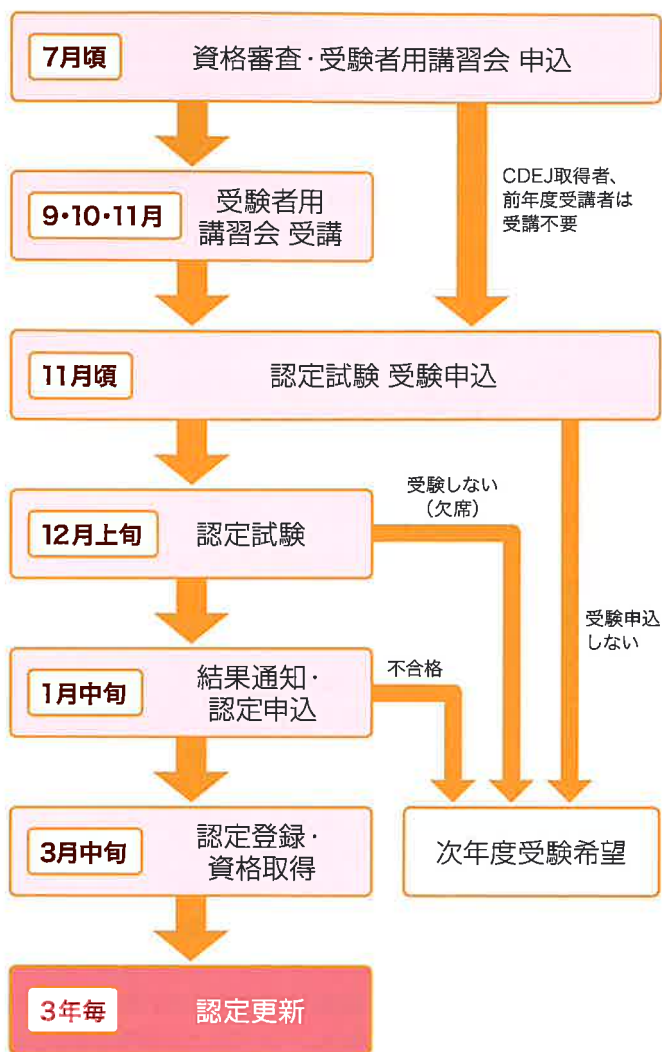 7月頃 資格審査・受験者用講習会 申込
CDEJ取得者、
前年度受講者は
受講不要
9・10・11月 受験者用
講習会 受講
11月頃 認定試験 受験申込
受験しない
（欠席）
12月上旬 認定試験
受験申込
しない
不合格
1月中旬 結果通知・
認定申込
3月中旬 認定登録・
資格取得
次年度受験希望
3年毎 認定更新